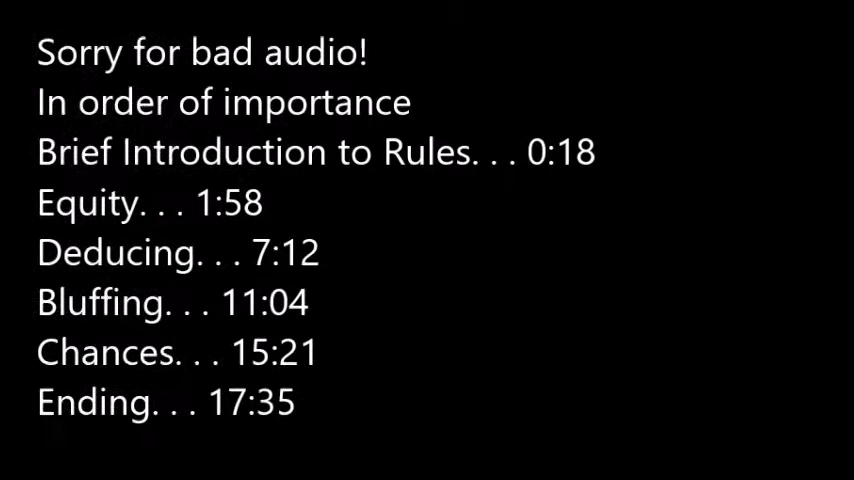 Sorry for bad audio!
In order of importance
Brief Introduction to Rules. . . 0:18
Equity. . . 1:58
Deducing. . . 7:12
Bluffing. . . 11:04
Chances. . . 15:21
Ending. . . 17:35